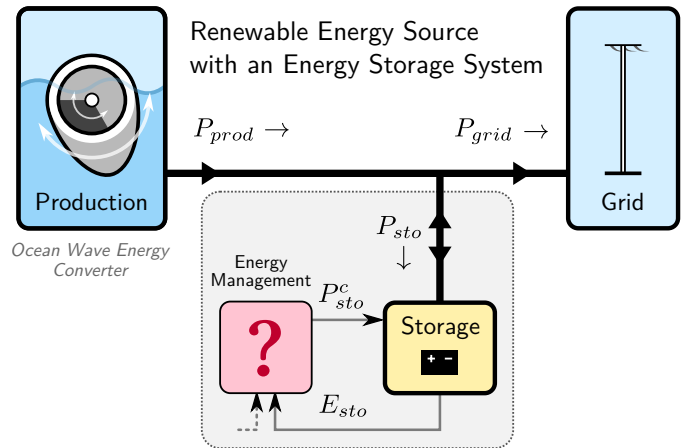 Renewable Energy Source
with an Energy Storage System
P_prod →
P_grid →
Production
Grid
Ocean Wave Energy
Converter
P_sto
↓
Energy
Management
P^c_sto
?
Storage
+ -
E_sto